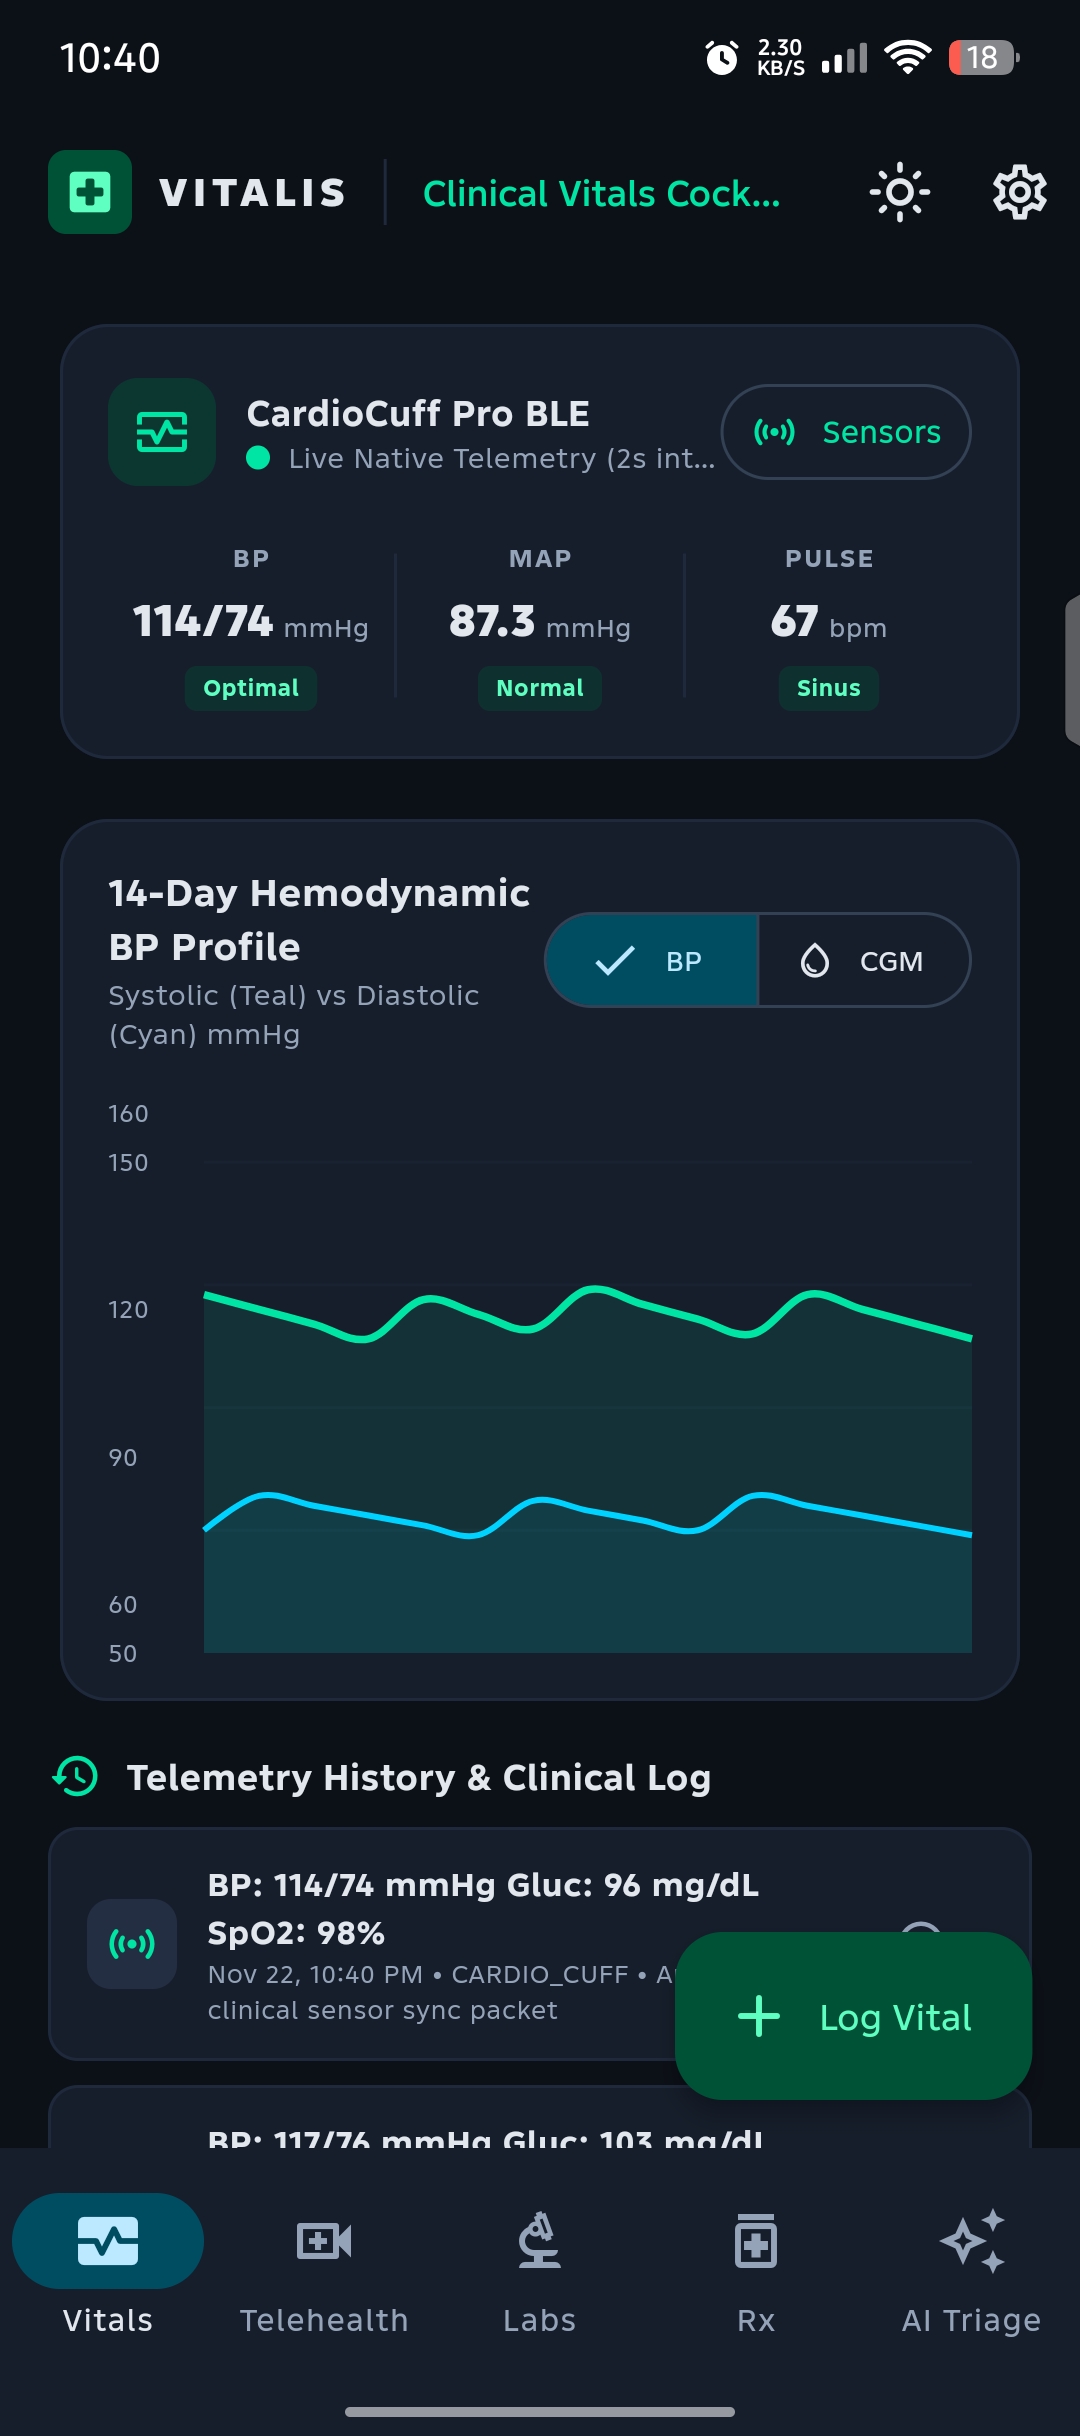 10:40
2.30
KB/S
18
VITALIS
Clinical Vitals Cock...
CardioCuff Pro BLE
Live Native Telemetry (2s int...
Sensors
BP
MAP
PULSE
114/74 mmHg
87.3 mmHg
67 bpm
Optimal
Normal
Sinus
14-Day Hemodynamic
BP Profile
Systolic (Teal) vs Diastolic
(Cyan) mmHg
BP
CGM
160
150
120
90
60
50
Telemetry History & Clinical Log
BP: 114/74 mmHg Gluc: 96 mg/dL
SpO2: 98%
Nov 22, 10:40 PM • CARDIO_CUFF •
clinical sensor sync packet
Log Vital
BP: 117/76 mmHg Gluc: 103 mg/dL
Vitals
Telehealth
Labs
Rx
AI Triage